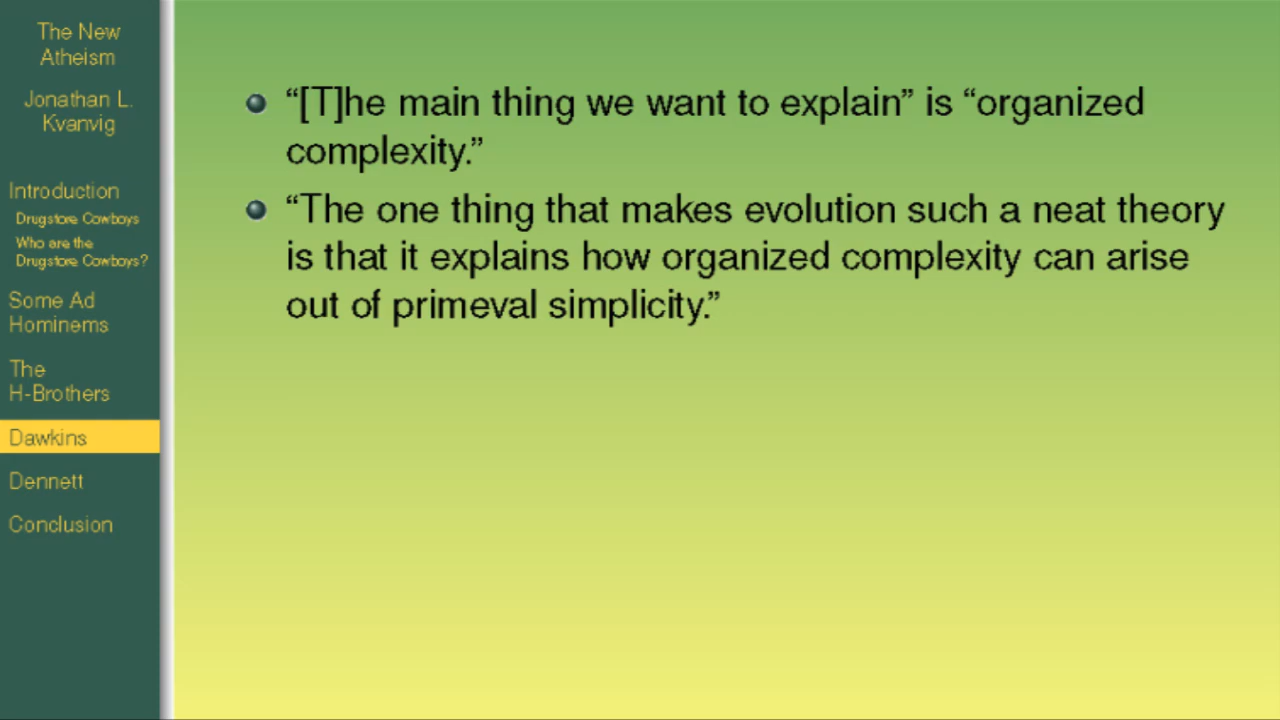 The New
Atheism
Jonathan L.
Kvanvig
Introduction
Drugstore Cowboys
Who are the
Drugstore Cowboys?
Some Ad
Hominems
The
H-Brothers
Dawkins
Dennett
Conclusion
“[T]he main thing we want to explain” is “organized
complexity.”
“The one thing that makes evolution such a neat theory
is that it explains how organized complexity can arise
out of primeval simplicity.”